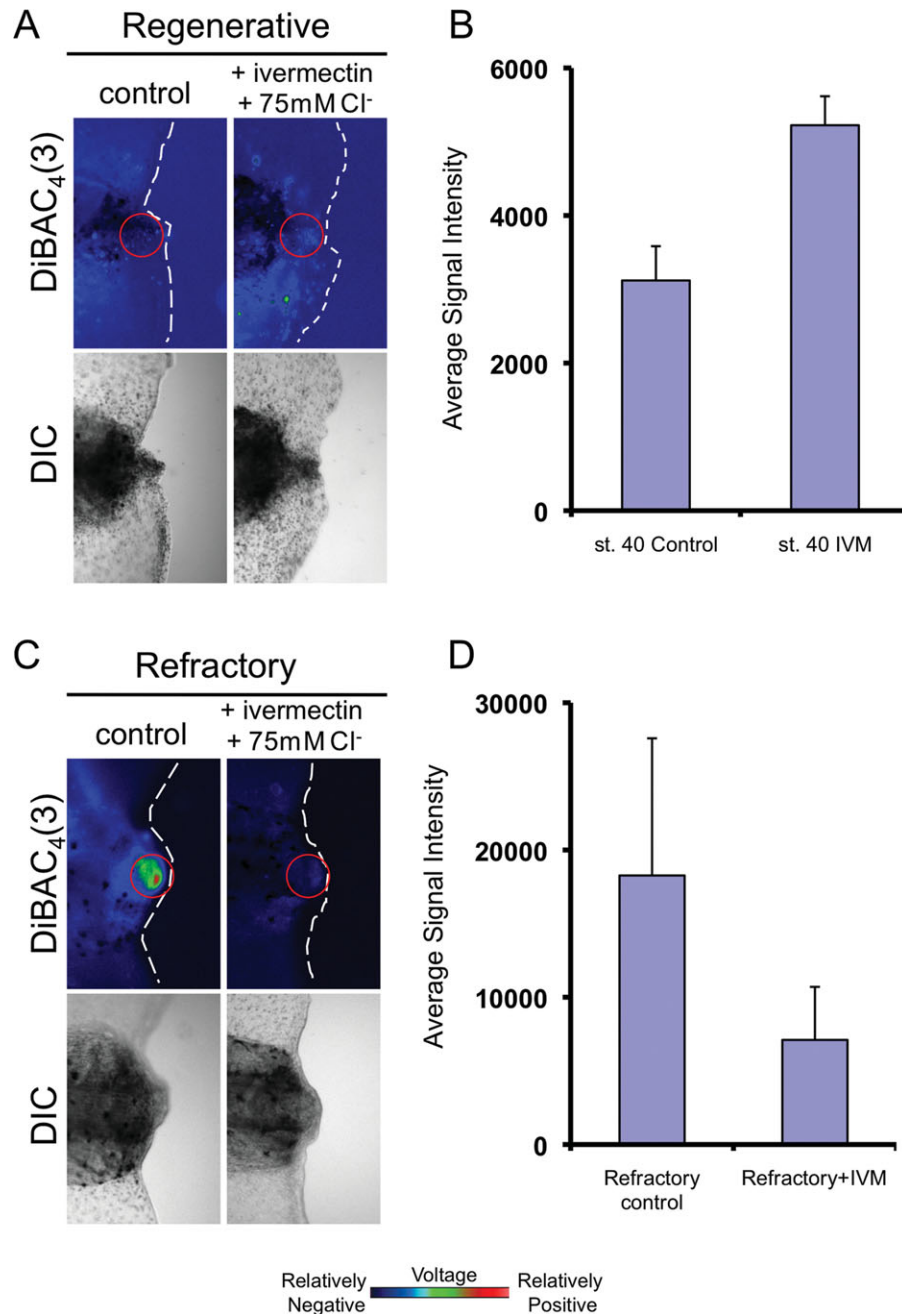 A
Regenerative
control
+ ivermectin
+ 75mM Cl-
DiBAC4(3)
DIC
B
Average Signal Intensity
6000
4000
2000
0
st. 40 Control
st. 40 IVM
C
Refractory
control
+ ivermectin
+ 75mM Cl-
DiBAC4(3)
DIC
D
Average Signal Intensity
30000
20000
10000
0
Refractory
control
Refractory+IVM
Relatively
Negative
Voltage
Relatively
Positive